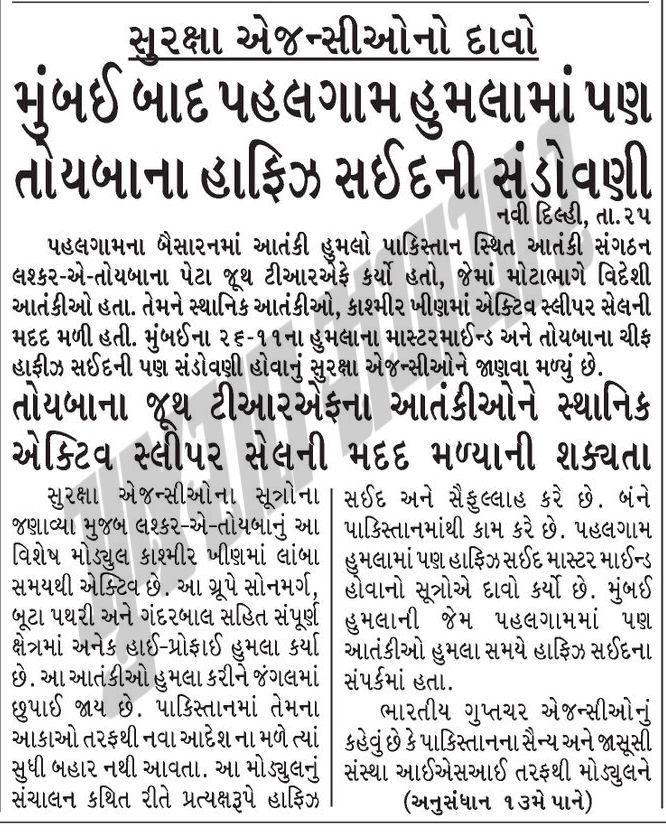 સુરક્ષા એજન્સીઓનો દાવો
મુંબઈ બાદ પહલગામ હુમલામાં પણ
તોયબાના હાફિઝ સઈદની સંડોવણી
નવી દિલ્હી, તા.૨૫
પહલગામના બૈસારનમાં આતંકી હુમલો પાકિસ્તાન સ્થિત આતંકી સંગઠન
લશ્કર-એ-તોયબાના પેટા જૂથ ટીઆરએફે કર્યો હતો, જેમાં મોટાભાગે વિદેશી
આતંકીઓ હતા. તેમને સ્થાનિક આતંકીઓ, કાશ્મીર ખીણમાં એક્ટિવ સ્લીપર સેલની
મદદ મળી હતી. મુંબઈના ૨૬-૧૧ના હુમલાના માસ્ટરમાઈન્ડ અને તોયબાના ચીફ
હાફીઝ સઈદની પણ સંડોવણી હોવાનું સુરક્ષા એજન્સીઓને જાણવા મળ્યું છે.
તોયબાના જૂથ ટીઆરએફના આતંકીઓને સ્થાનિક
એક્ટિવ સ્લીપર સેલની મદદ મળ્યાની શક્યતા
સુરક્ષા એજન્સીઓના સૂત્રોના
જણાવ્યા મુજબ લશ્કર-એ-તોયબાનું આ
વિશેષ મોડ્યુલ કાશ્મીર ખીણમાં લાંબા
સમયથી એક્ટિવ છે. આ ગ્રૂપે સોનમર્ગ,
બૂટા પથરી અને ગંદરબાલ સહિત સંપૂર્ણ
ક્ષેત્રમાં અનેક હાઈ-પ્રોફાઈ હુમલા કર્યા
છે. આ આતંકીઓ હુમલા કરીને જંગલમાં
છુપાઈ જાય છે. પાકિસ્તાનમાં તેમના
આકાઓ તરફથી નવા આદેશ ના મળે ત્યાં
સુધી બહાર નથી આવતા. આ મોડ્યુલનું
સંચાલન કથિત રીતે પ્રત્યક્ષરૂપે હાફિઝ
સઈદ અને સૈફુલ્લાહ કરે છે. બંને
પાકિસ્તાનમાંથી કામ કરે છે. પહલગામ
હુમલામાં પણ હાફિઝ સઈદ માસ્ટર માઈન્ડ
હોવાનો સૂત્રોએ દાવો કર્યો છે. મુંબઈ
હુમલાની જેમ પહલગામમાં પણ
આતંકીઓ હુમલા સમયે હાફિઝ સઈદના
સંપર્કમાં હતા.
ભારતીય ગુપ્તચર એજન્સીઓનું
કહેવું છે કે પાકિસ્તાનના સૈન્ય અને જાસૂસી
સંસ્થા આઈએસઆઈ તરફથી મોડ્યુલને
(અનુસંધાન ૧૩મે પાને)